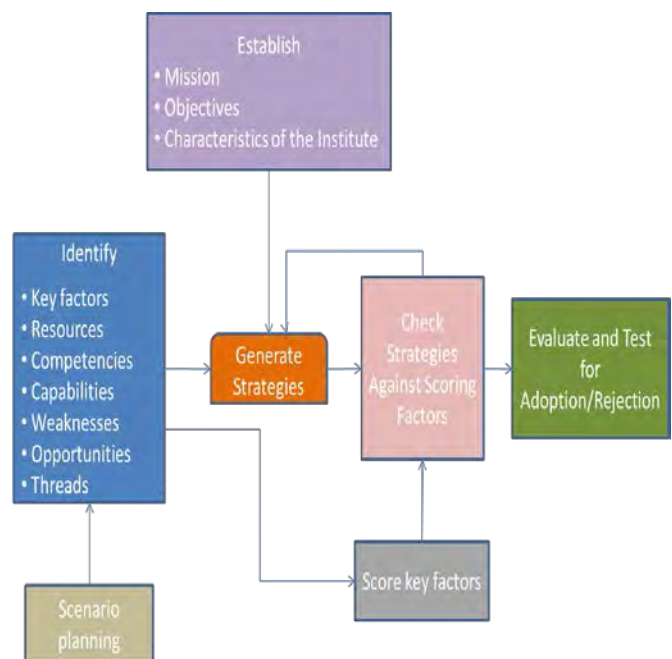 Establish
• Mission
• Objectives
• Characteristics of the Institute
Identify
• Key factors
• Resources
• Competencies
• Capabilities
• Weaknesses
• Opportunities
• Threads
Generate
Strategies
Check
Strategies
Against Scoring
Factors
Evaluate and Test
for
Adoption/Rejection
Score key factors
Scenario
planning